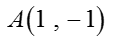 A(1 , −1)